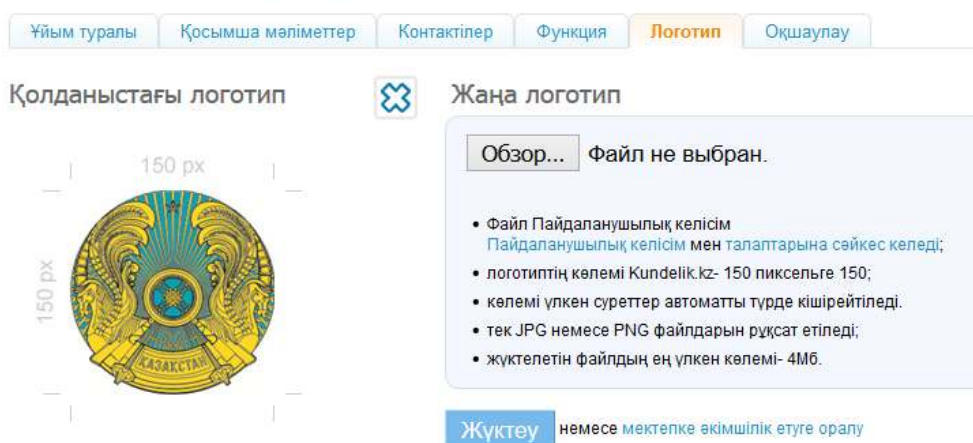 Ұйым туралы Қосымша мәліметтер Контактілер Функция Логотип Оқшаулау
Қолданыстағы логотип
150 px
150 px
ҚАЗАҚСТАН
Жаңа логотип
Обзор... Файл не выбран.
• Файл Пайдаланушылық келісім
Пайдаланушылық келісім мен талаптарына сәйкес келеді;
• логотиптің көлемі Kundelik.kz- 150 пиксельге 150;
• көлемі үлкен суреттер автоматты түрде кішірейтіледі.
• тек JPG немесе PNG файлдарын рұқсат етіледі;
• жүктелетін файлдың ең үлкен көлемі- 4Мб.
Жүктеу немесе мектепке әкімшілік етуге оралу